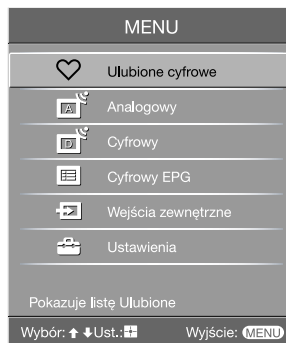 MENU
Ulubione cyfrowe
A Analogowy
D Cyfrowy
Cyfrowy EPG
Wejścia zewnętrzne
Ustawienia
Pokazuje listę Ulubione
Wybór: Ust.: Wyjście: MENU